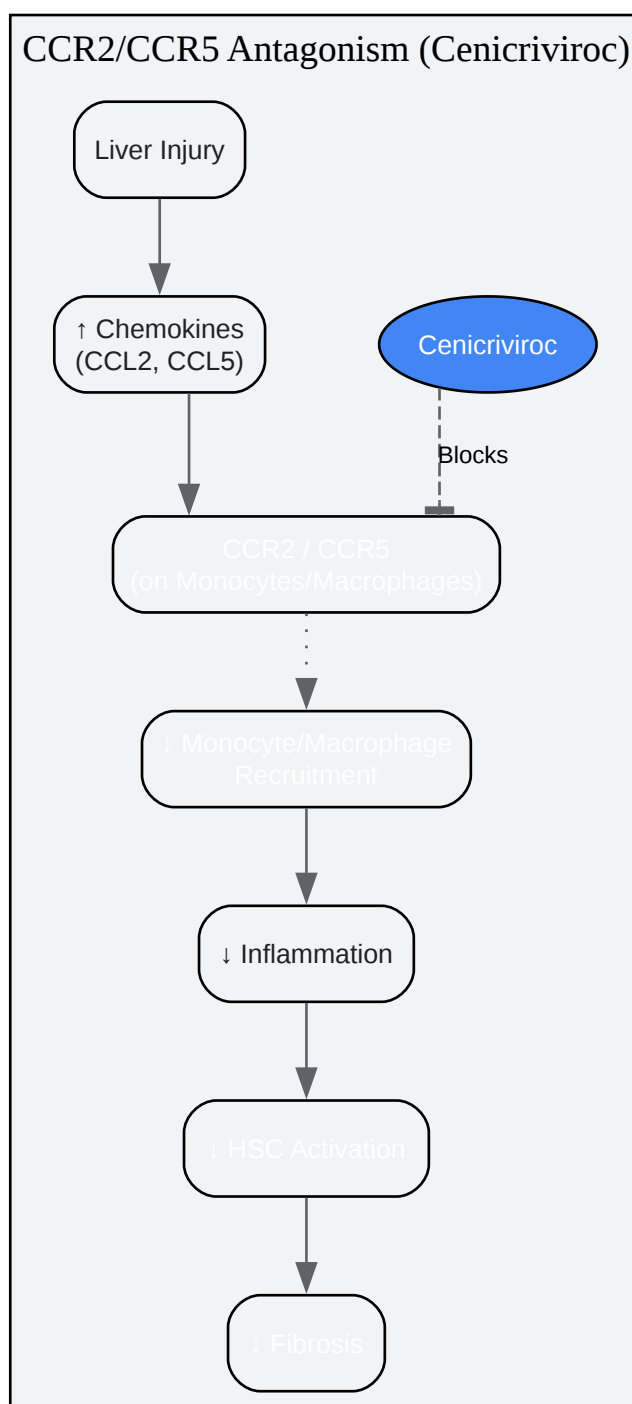 CCR2/CCR5 Antagonism (Cenicriviroc)
Liver Injury
↑ Chemokines
(CCL2, CCL5)
Cenicriviroc
Blocks
CCR2 / CCR5
(on Monocytes/Macrophages)
↓ Monocyte/Macrophage
Recruitment
↓ Inflammation
↓ HSC Activation
↓ Fibrosis